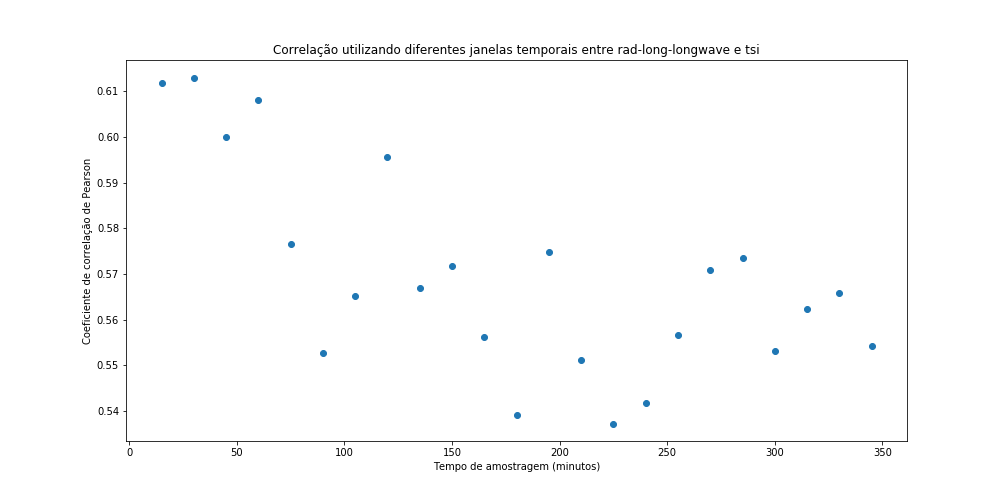 Correlação utilizando diferentes janelas temporais entre rad-long-longwave e tsi
0.61
0.60
0.59
0.58
0.57
0.56
0.55
0.54
Coeficiente de correlação de Pearson
0 50 100 150 200 250 300 350
Tempo de amostragem (minutos)